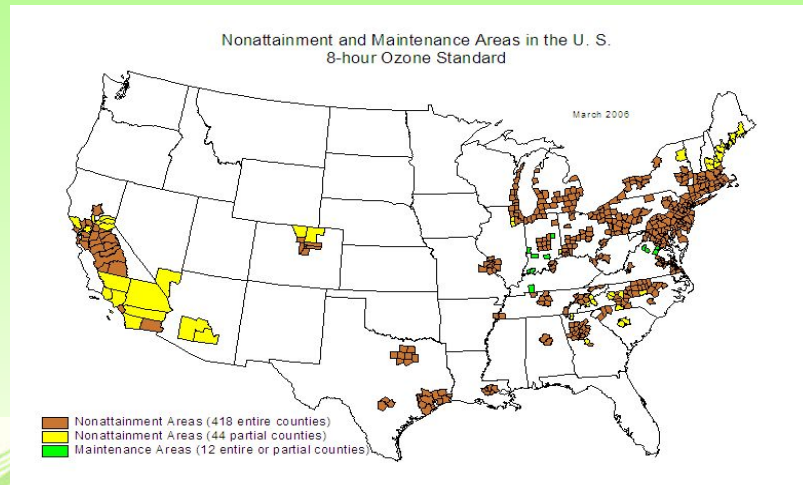 Nonattainment and Maintenance Areas in the U. S.
8-hour Ozone Standard
March 2006
Nonattainment Areas (418 entire counties)
Nonattainment Areas (44 partial counties)
Maintenance Areas (12 entire or partial counties)